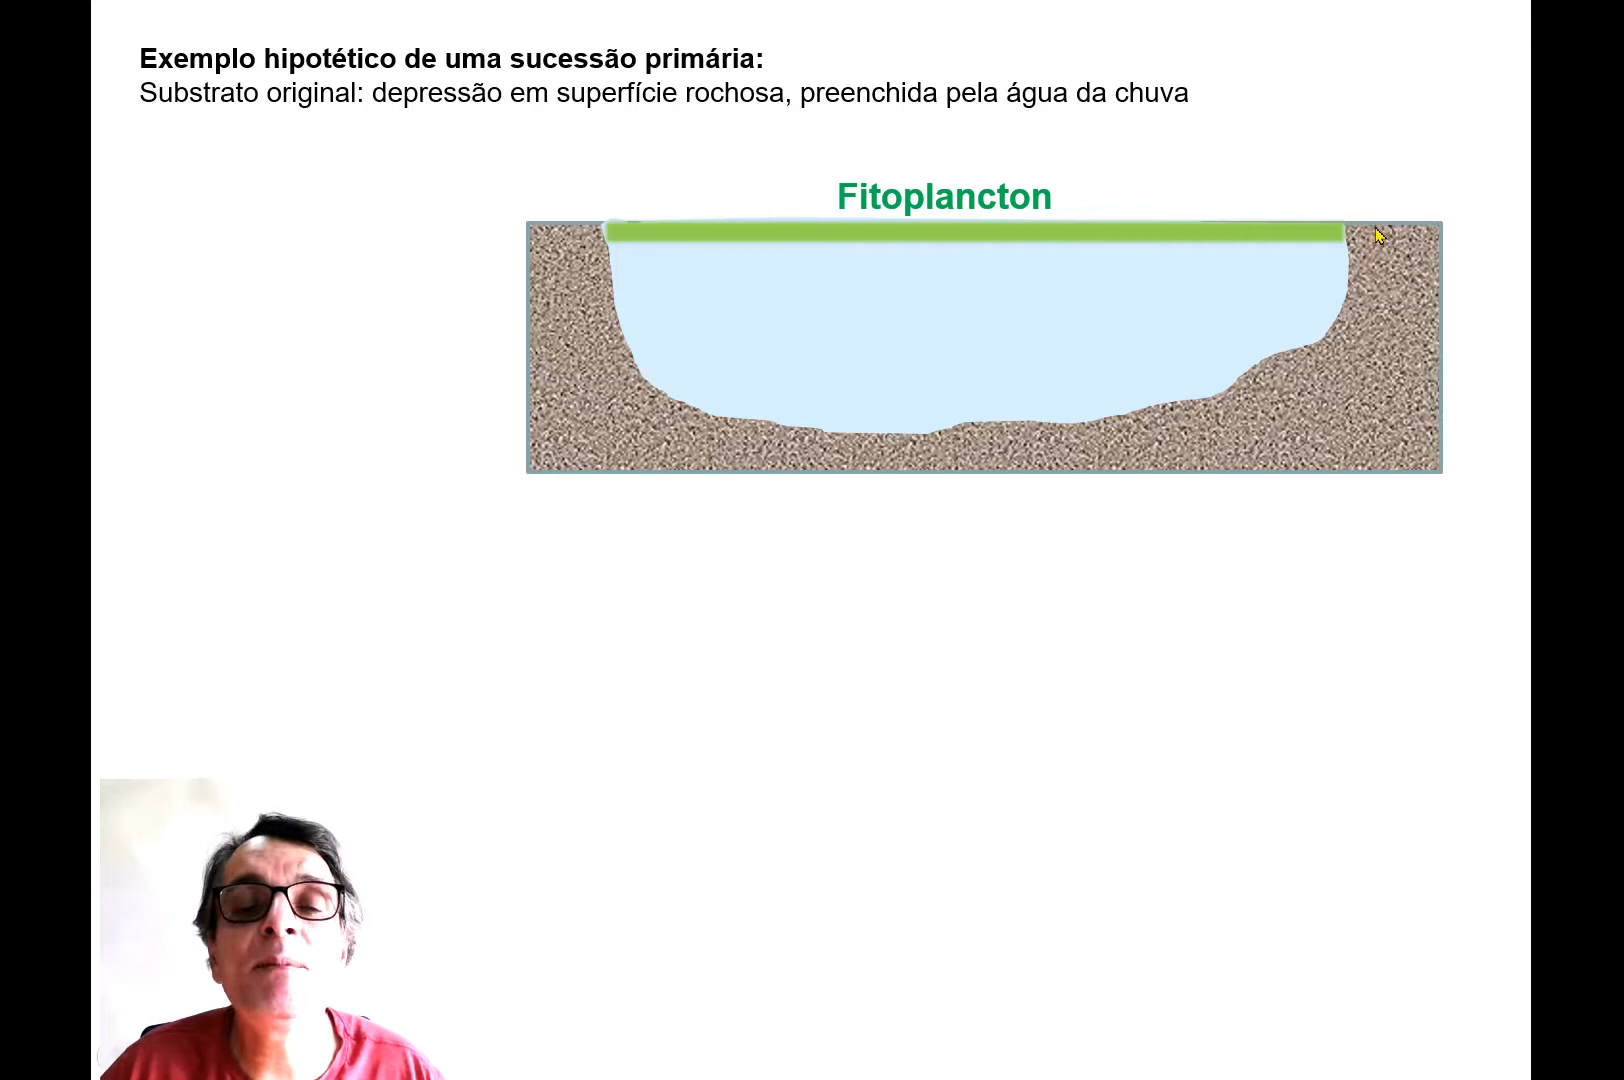 Exemplo hipotético de uma sucessão primária:
Substrato original: depressão em superfície rochosa, preenchida pela água da chuva
Fitoplancton